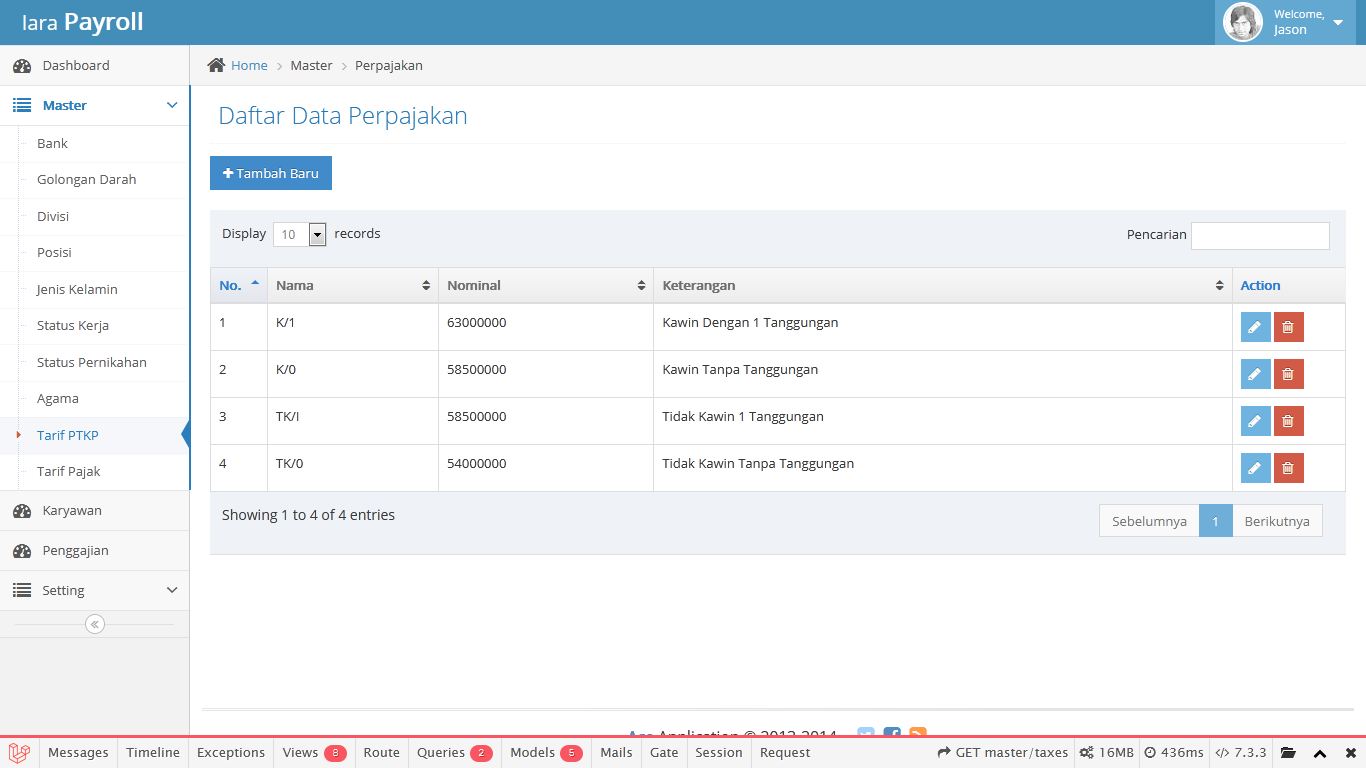 lara Payroll
Welcome,
Jason
Dashboard
Master
Bank
Golongan Darah
Divisi
Posisi
Jenis Kelamin
Status Kerja
Status Pernikahan
Agama
Tarif PTKP
Tarif Pajak
Karyawan
Penggajian
Setting
Home > Master > Perpajakan
Daftar Data Perpajakan
Tambah Baru
Display 10 records
Pencarian
No. Nama Nominal Keterangan Action
1 K/1 63000000 Kawin Dengan 1 Tanggungan
2 K/0 58500000 Kawin Tanpa Tanggungan
3 TK/I 58500000 Tidak Kawin 1 Tanggungan
4 TK/0 54000000 Tidak Kawin Tanpa Tanggungan
Showing 1 to 4 of 4 entries
Sebelumnya 1 Berikutnya
Ace Application © 2013-2014
Messages Timeline Exceptions Views 8 Route Queries 2 Models 5 Mails Gate Session Request GET master/taxes 16MB 436ms </> 7.3.3